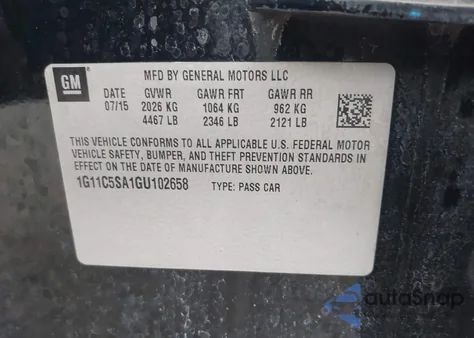 GM
MFD BY GENERAL MOTORS LLC
DATE GVWR GAWR FRT GAWR RR
07/15 2026 KG 1064 KG 962 KG
4467 LB 2346 LB 2121 LB
THIS VEHICLE CONFORMS TO ALL APPLICABLE U.S. FEDERAL MOTOR
VEHICLE SAFETY, BUMPER, AND THEFT PREVENTION STANDARDS IN
EFFECT ON THE DATE OF MANUFACTURE SHOWN ABOVE.
1G11C5SA1GU102658 TYPE: PASS CAR
autoSnap